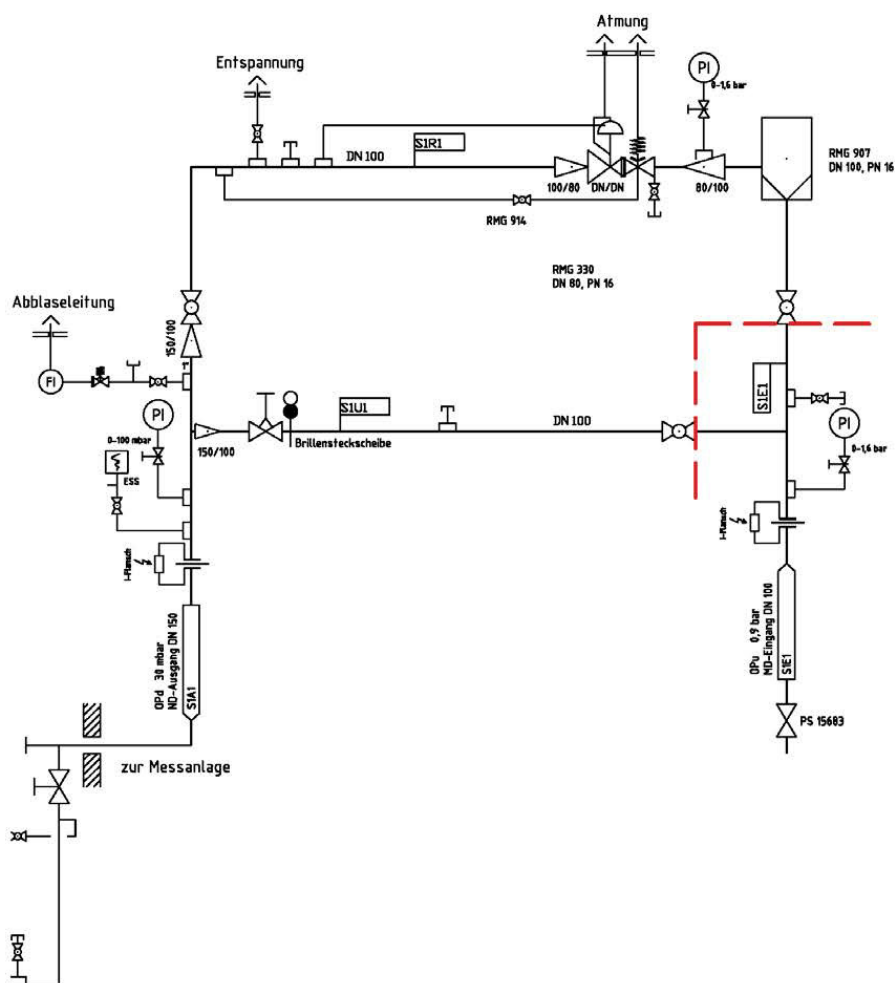 Atmung
Entspannung
PI
0-1,6 bar
S1R1
DN 100
100/80
DN/DN
80/100
RMG 907
DN 100, PN 16
RMG 914
RMG 330
DN 80, PN 16
Abblaseleitung
150/100
FI
PI
0-100 mbar
ESS
150/100
S1U1
Brillensteckscheibe
DN 100
S1E1
PI
0-1,6 bar
I-Flansch
I-Flansch
OPd 30 mbar
ND-Ausgang DN 150
S1A1
OPu 0,9 bar
MD-Eingang DN 100
S1E1
PS 15683
zur Messanlage